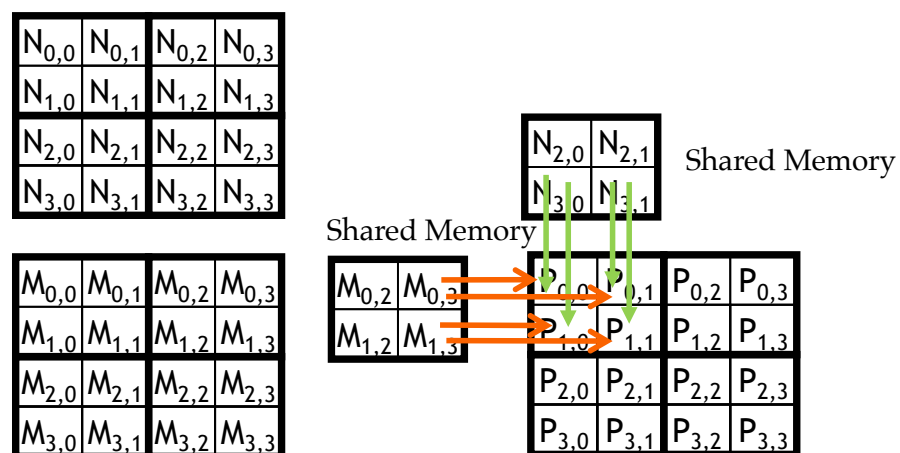 N0,0 N0,1 N0,2 N0,3
N1,0 N1,1 N1,2 N1,3
N2,0 N2,1 N2,2 N2,3
N3,0 N3,1 N3,2 N3,3
N2,0 N2,1
N3,0 N3,1
Shared Memory
Shared Memory
M0,0 M0,1 M0,2 M0,3
M1,0 M1,1 M1,2 M1,3
M2,0 M2,1 M2,2 M2,3
M3,0 M3,1 M3,2 M3,3
M0,2 M0,3
M1,2 M1,3
P0,0 P0,1 P0,2 P0,3
P1,0 P1,1 P1,2 P1,3
P2,0 P2,1 P2,2 P2,3
P3,0 P3,1 P3,2 P3,3